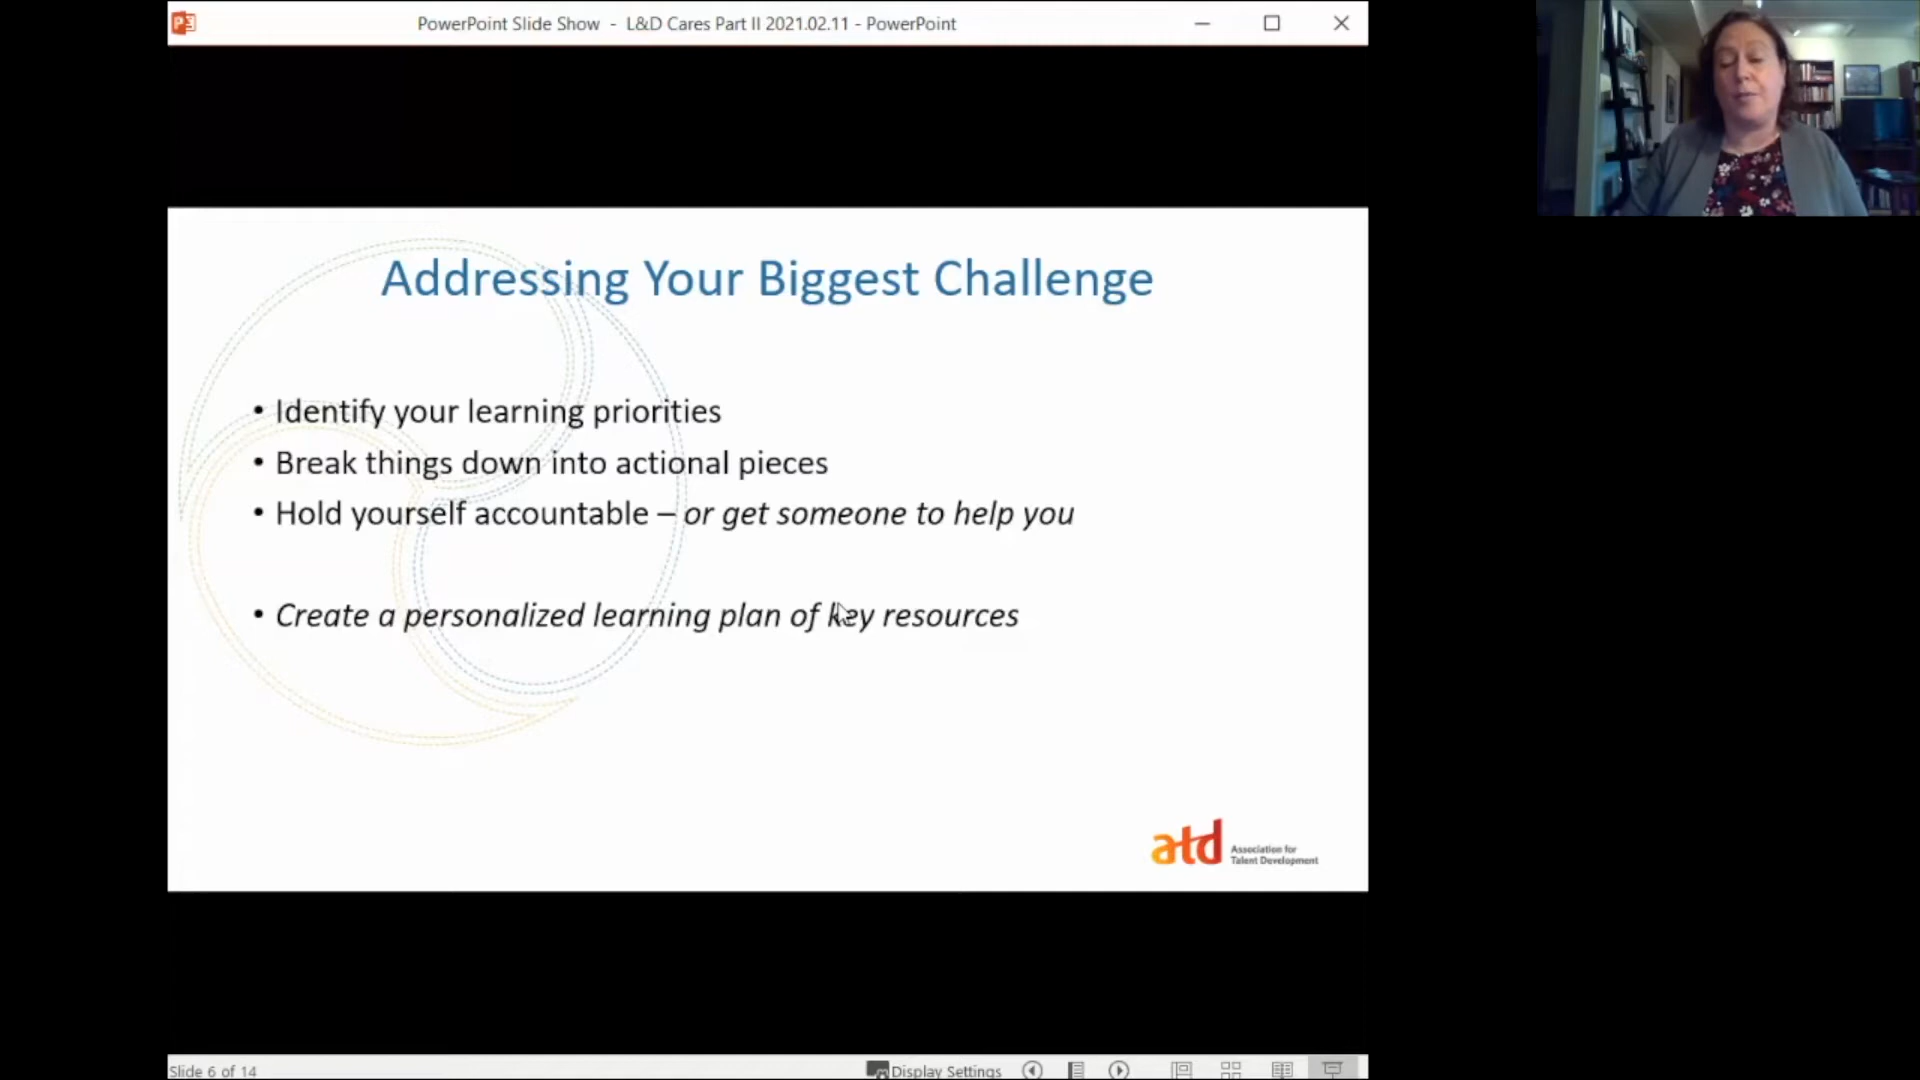 PowerPoint Slide Show - L&D Cares Part II 2021.02.11 - PowerPoint
Addressing Your Biggest Challenge
• Identify your learning priorities
• Break things down into actional pieces
• Hold yourself accountable – or get someone to help you
• Create a personalized learning plan of key resources
atd
Association for
Talent Development
Slide 6 of 14
Display Settings